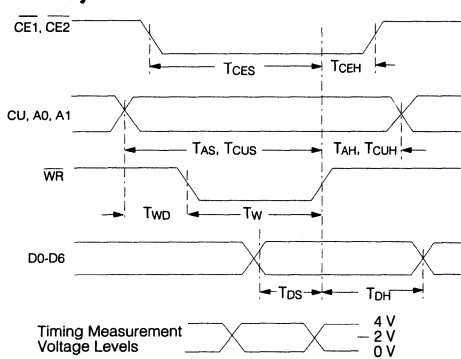 CE1, CE2
TCES
TCEH
CU, A0, A1
TAS, TCUS
TAH, TCUH
WR
TWD
TW
D0-D6
TDS
TDH
Timing Measurement
Voltage Levels
4 V
2 V
0 V